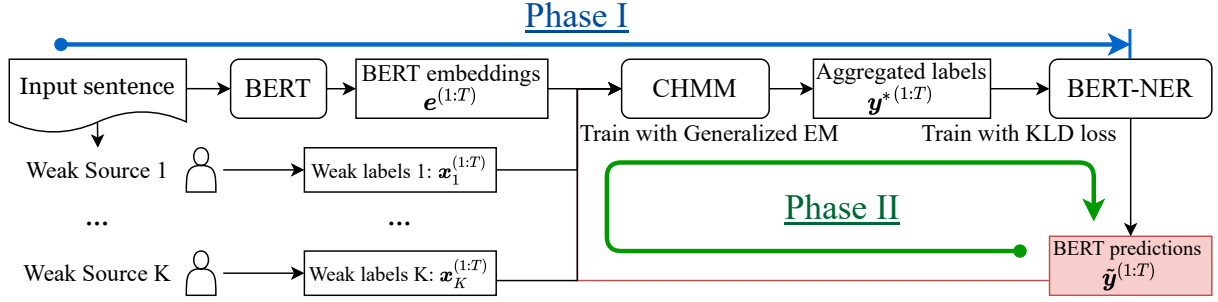 Phase I
Input sentence
BERT
BERT embeddings
e^(1:T)
CHMM
Aggregated labels
y*^(1:T)
BERT-NER
Train with Generalized EM
Train with KLD loss
Weak Source 1
Weak labels 1: x_1^(1:T)
...
...
Phase II
Weak Source K
Weak labels K: x_K^(1:T)
BERT predictions
ỹ^(1:T)